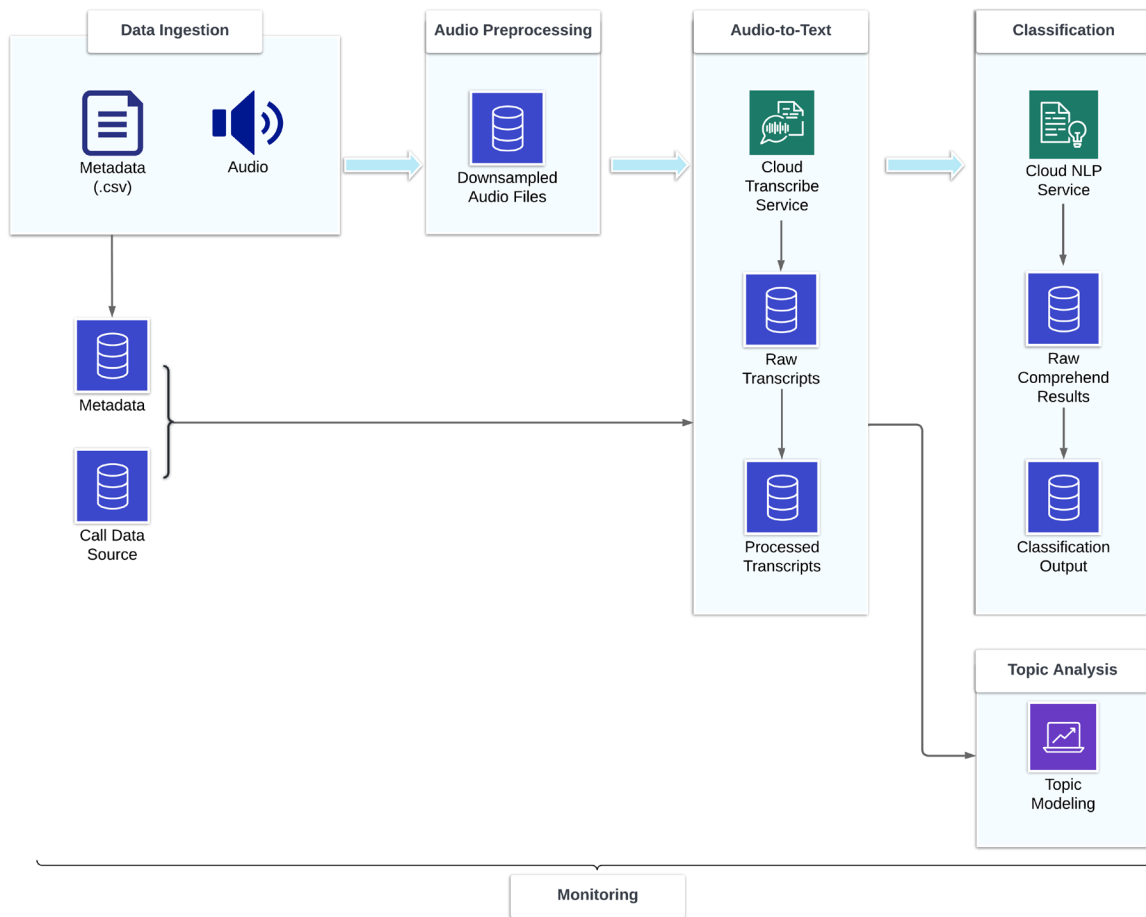 Data Ingestion
Metadata
(.csv)
Audio
Audio Preprocessing
Downsampled
Audio Files
Audio-to-Text
Cloud
Transcribe
Service
Raw
Transcripts
Processed
Transcripts
Classification
Cloud NLP
Service
Raw
Comprehend
Results
Classification
Output
Metadata
Call Data
Source
Topic Analysis
Topic
Modeling
Monitoring